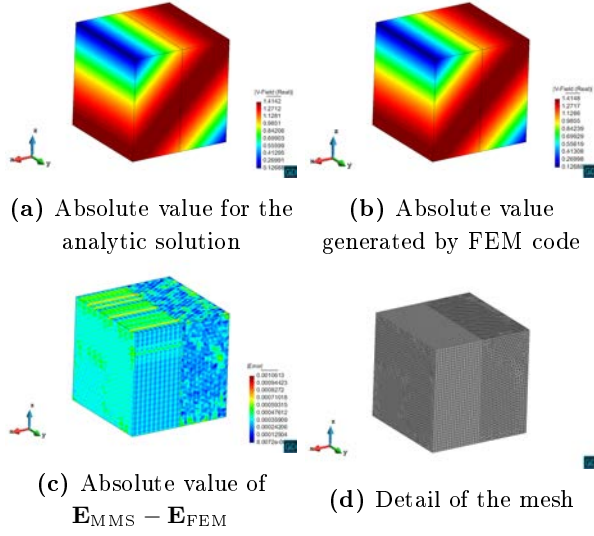 |V-Field (Real)|
1.4142
1.2712
1.1281
0.9851
0.84206
0.69903
0.55599
0.41295
0.26991
(a) Absolute value for the
analytic solution
|V-Field (Real)|
1.4148
1.2717
1.1286
0.9855
0.84239
0.69929
0.55618
0.41308
0.26998
(b) Absolute value
generated by FEM code
|Error|
0.0010613
0.00094423
0.0008272
0.00071018
0.00047612
0.00035909
0.00024206
0.00012504
(c) Absolute value of
E_MMS − E_FEM
(d) Detail of the mesh